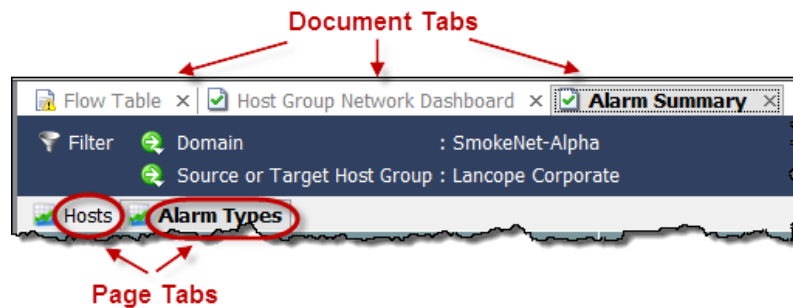 Document Tabs
Flow Table × Host Group Network Dashboard × Alarm Summary ×
Filter Domain : SmokeNet-Alpha
Source or Target Host Group : Lancope Corporate
Hosts Alarm Types
Page Tabs